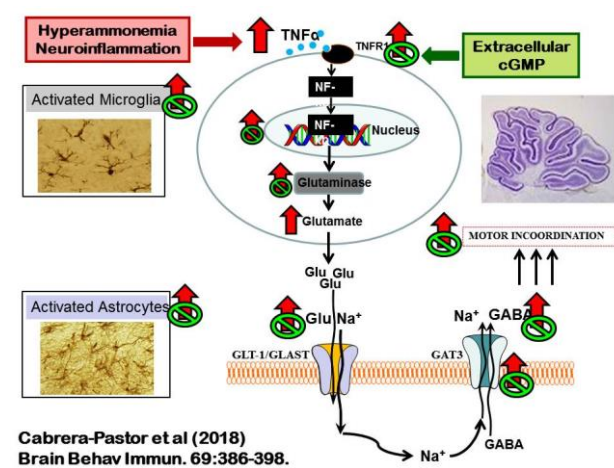 Hyperammonemia
Neuroinflammation
TNFα
TNFR1
Extracellular
cGMP
Activated Microglia
NF-
NF-
Nucleus
Glutaminase
Glutamate
MOTOR INCOORDINATION
Glu Glu
Glu
Activated Astrocytes
Glu Na⁺
Na⁺ GABA
GLT-1/GLAST
GAT3
Na⁺
GABA
Cabrera-Pastor et al (2018)
Brain Behav Immun. 69:386-398.